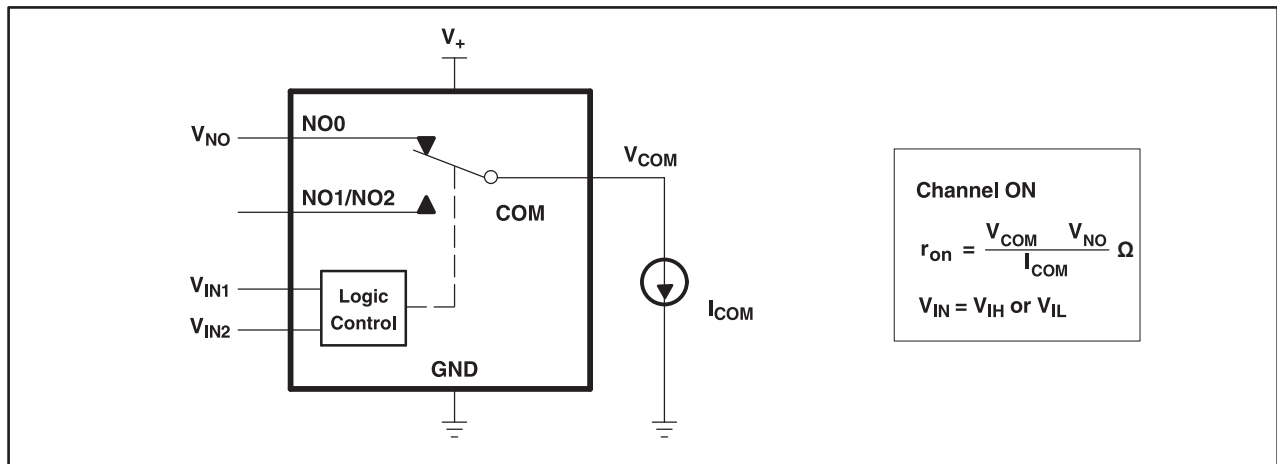 V+
VNO
NO0
VCOM
NO1/NO2
COM
VIN1
VIN2
Logic
Control
ICOM
GND
Channel ON
ron = VCOM VNO / ICOM Ω
VIN = VIH or VIL